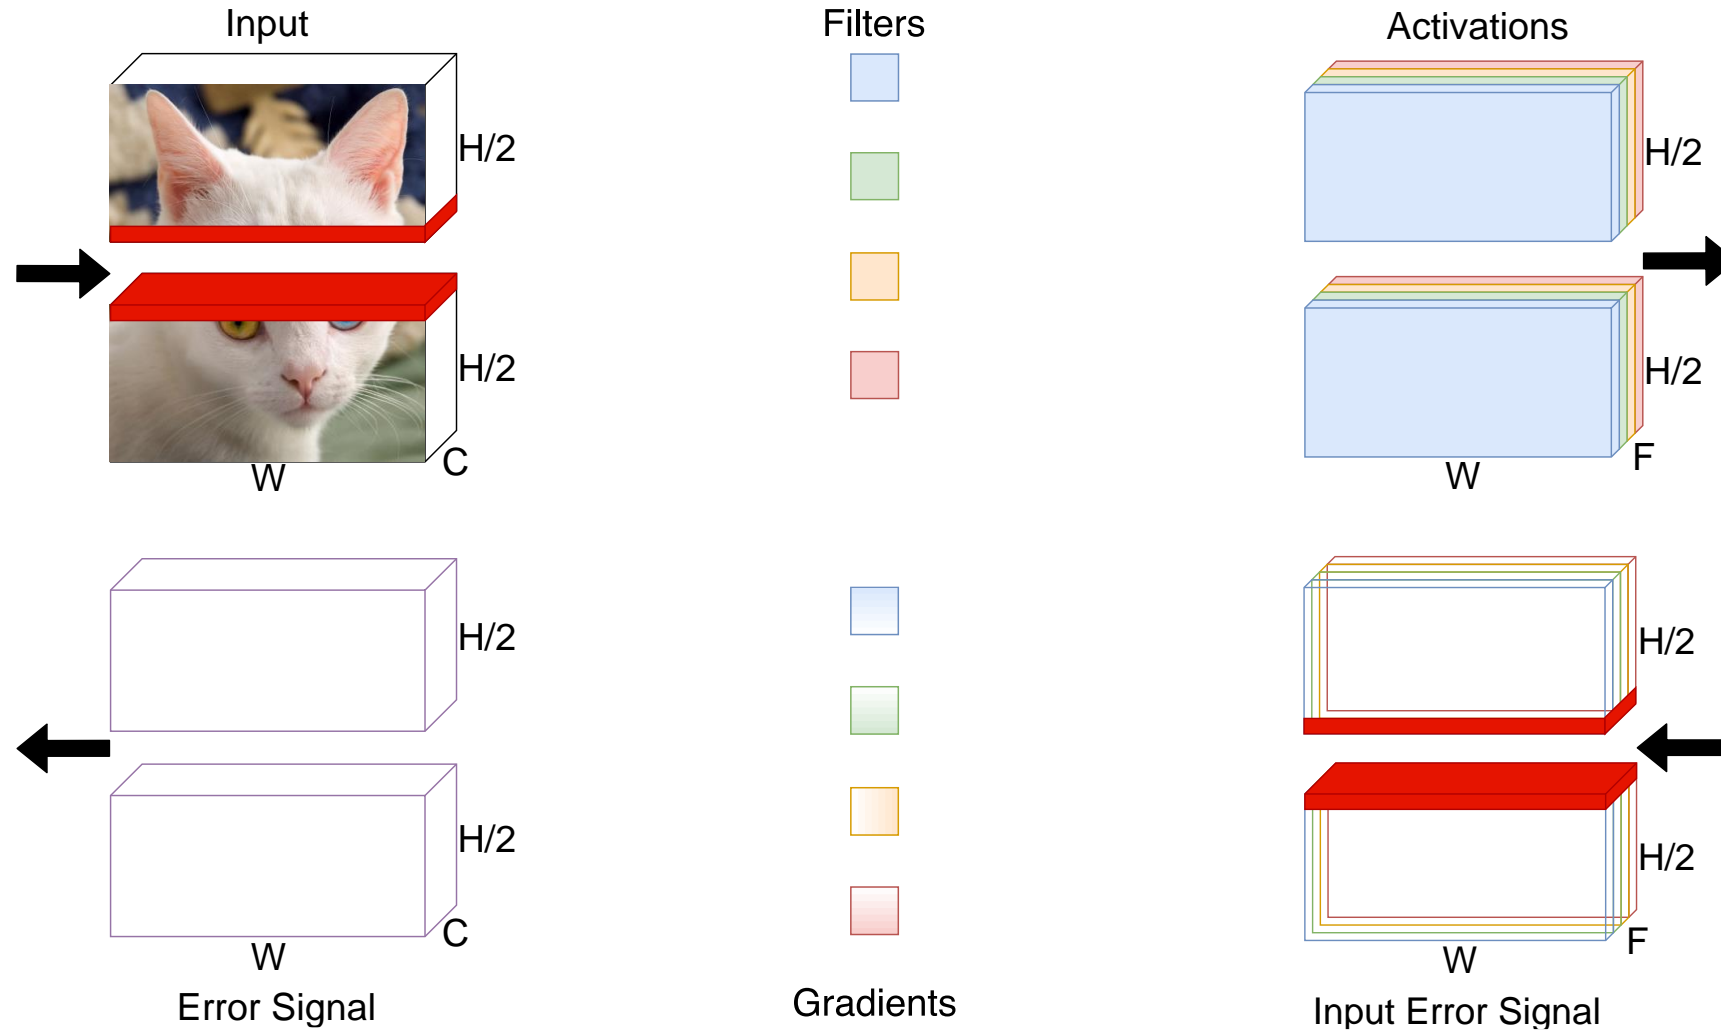 Input
Filters
Activations
H/2
H/2
H/2
H/2
C
W
F
W
H/2
H/2
H/2
H/2
C
W
F
W
Error Signal
Gradients
Input Error Signal